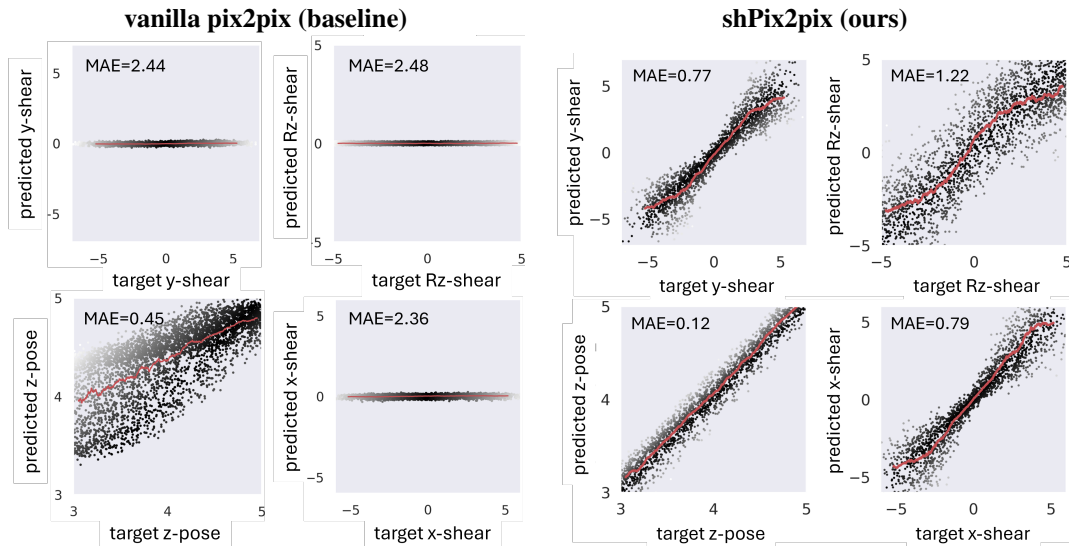 vanilla pix2pix (baseline)
shPix2pix (ours)
MAE=2.44
predicted y-shear
5
0
-5
−5
0
5
target y-shear
MAE=2.48
predicted Rz-shear
5
0
-5
−5
0
5
target Rz-shear
MAE=0.77
predicted y-shear
5
0
−5
−5
0
5
target y-shear
MAE=1.22
predicted Rz-shear
5
0
−5
−5
0
5
target Rz-shear
MAE=0.45
predicted z-pose
5
4
3
3
4
5
target z-pose
MAE=2.36
predicted x-shear
5
0
−5
−5
0
5
target x-shear
MAE=0.12
predicted z-pose
5
4
3
3
4
5
target z-pose
MAE=0.79
predicted x-shear
5
0
−5
−5
0
5
target x-shear